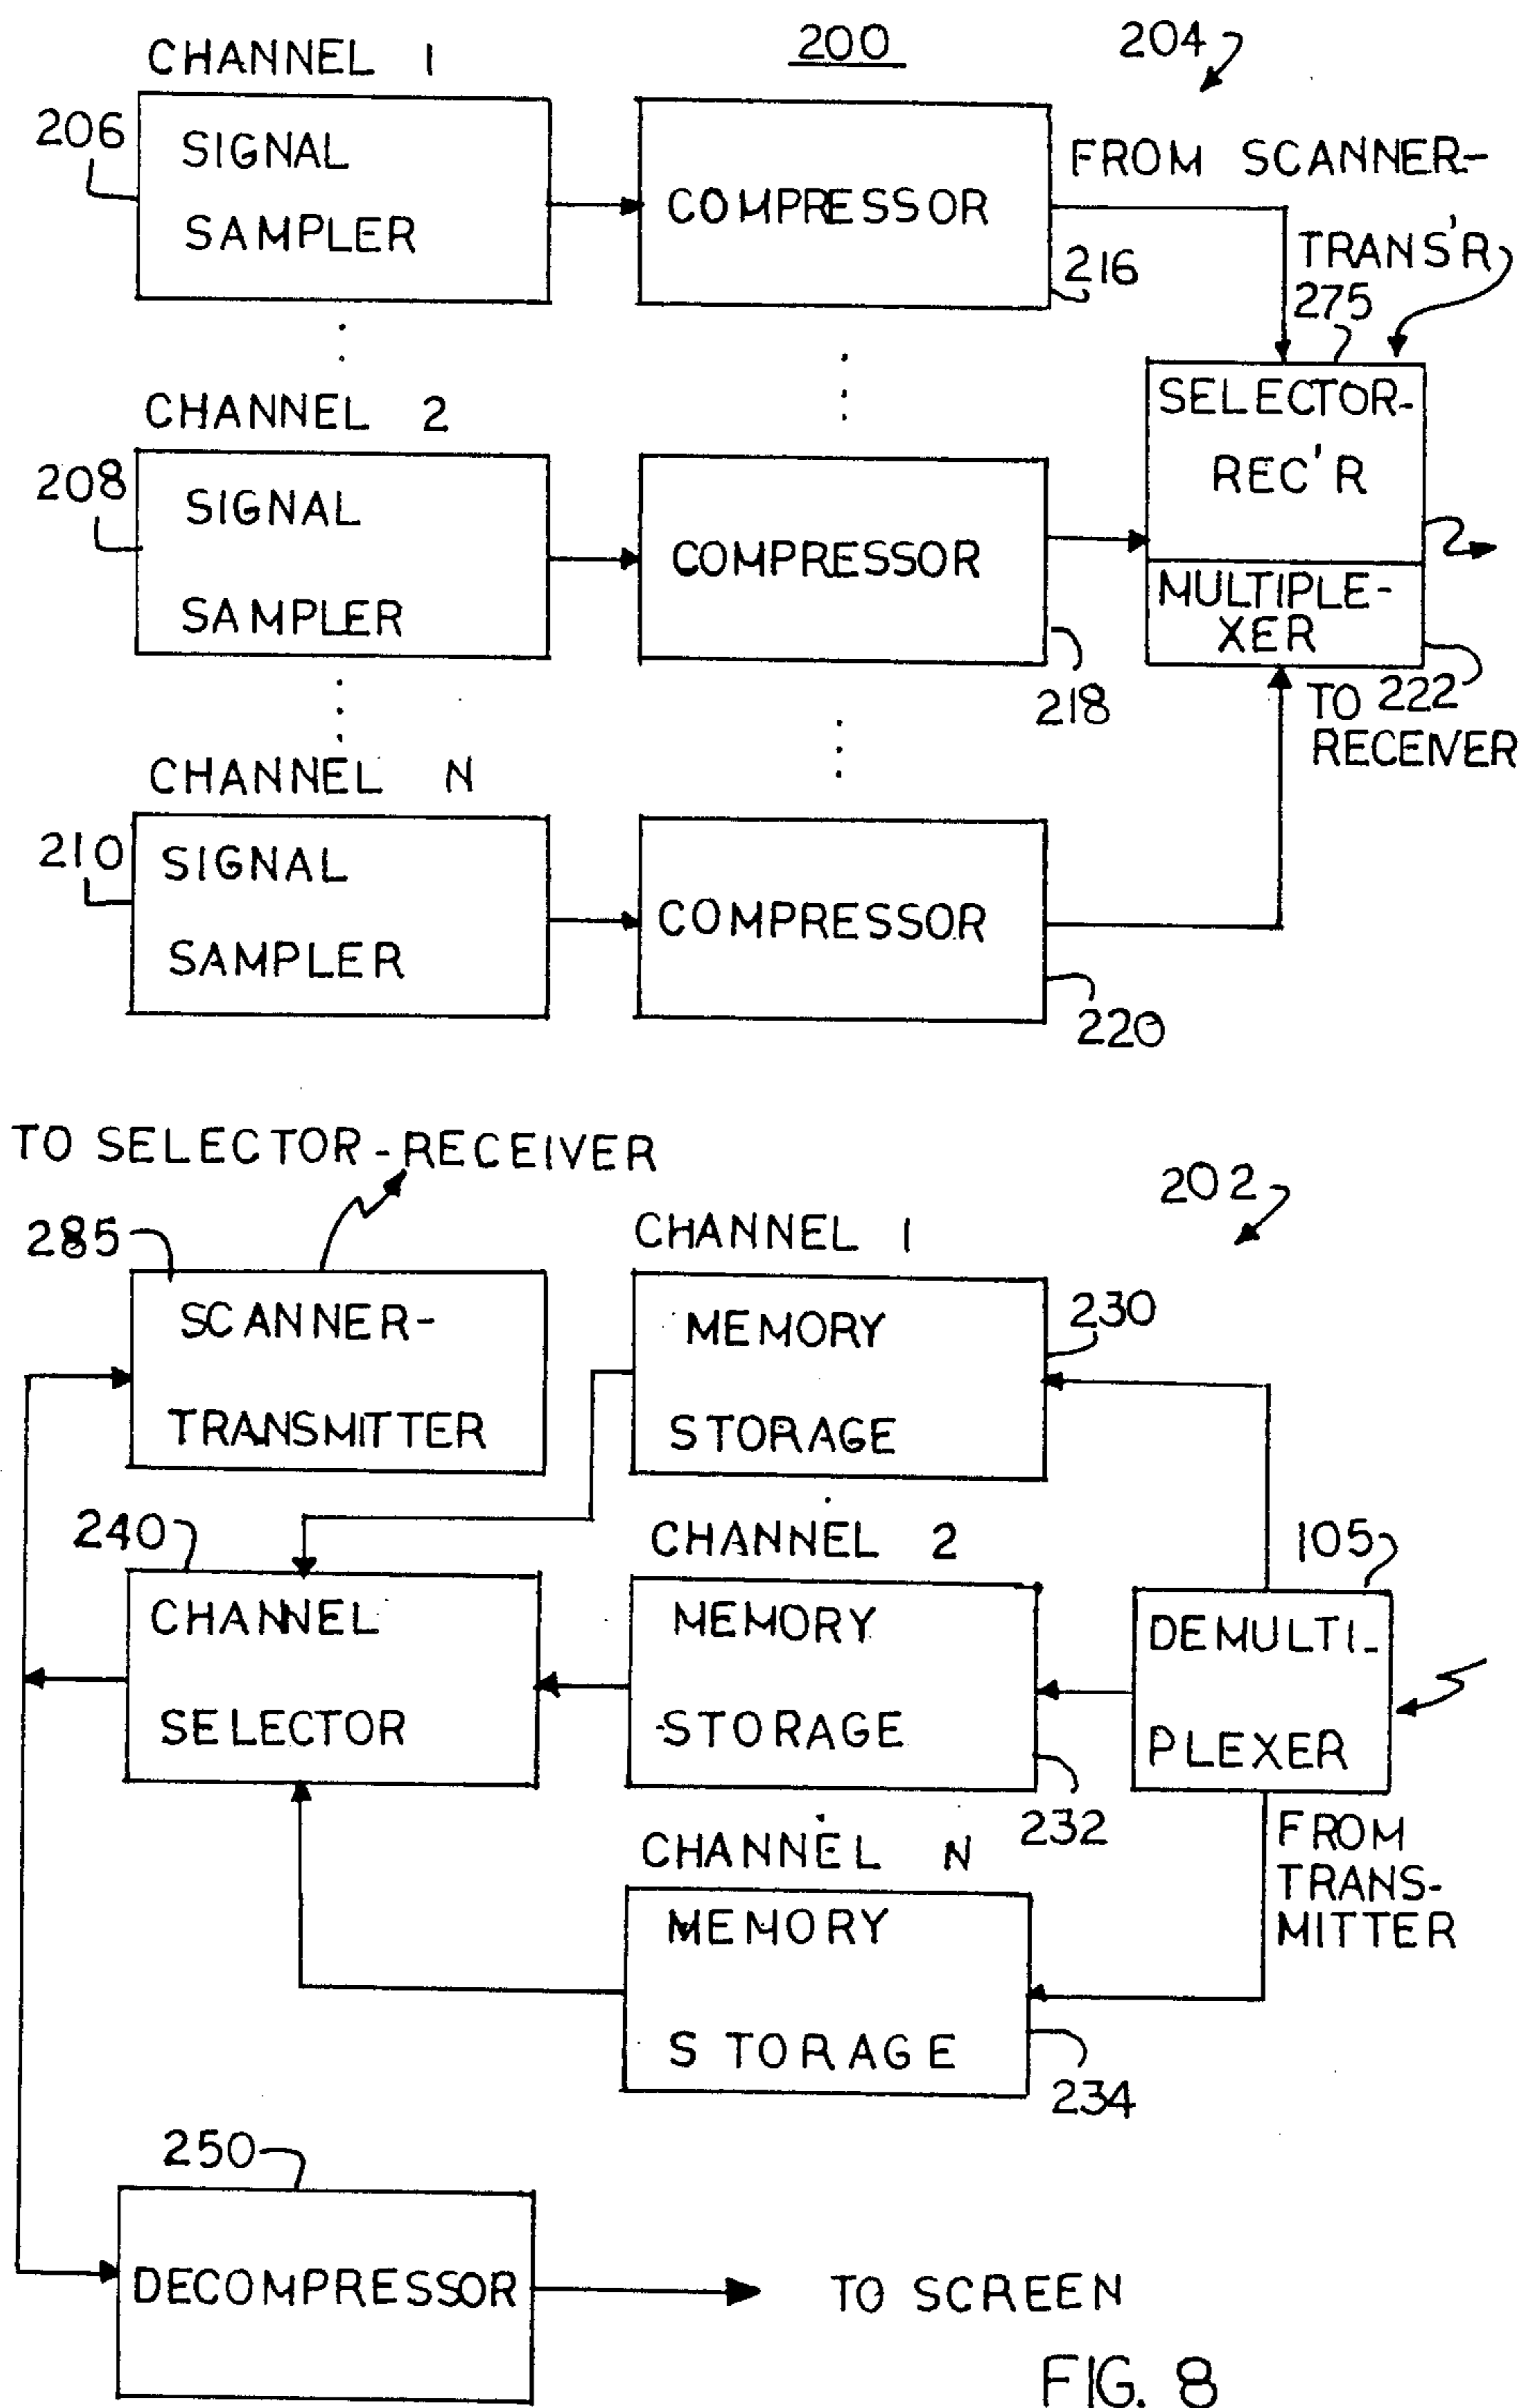 CHANNEL 1
200
204
206
SIGNAL
SAMPLER
COMPRESSOR
216
FROM SCANNER-
TRANS'R
275
SELECTOR-
REC'R
MULTIPLE-
XER
222
TO
RECEIVER
CHANNEL 2
208
SIGNAL
SAMPLER
COMPRESSOR
218
CHANNEL N
210
SIGNAL
SAMPLER
COMPRESSOR
220
TO SELECTOR-RECEIVER
202
285
SCANNER-
TRANSMITTER
CHANNEL 1
MEMORY
STORAGE
230
240
CHANNEL
SELECTOR
CHANNEL 2
MEMORY
STORAGE
232
105
DEMULTI-
PLEXER
FROM
TRANS-
MITTER
CHANNEL N
MEMORY
STORAGE
234
250
DECOMPRESSOR
TO SCREEN
FIG. 8